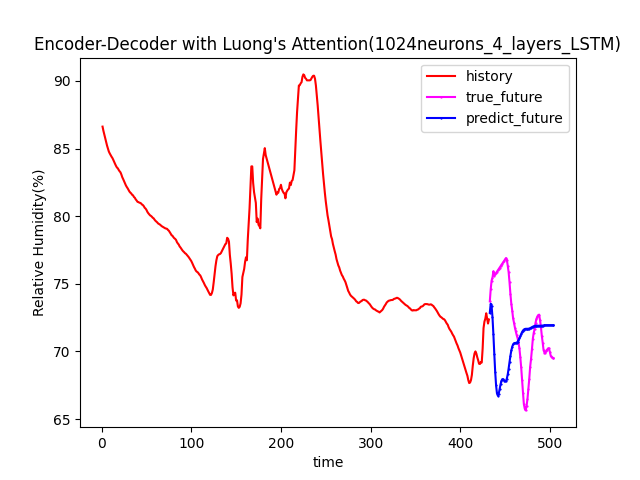 Encoder-Decoder with Luong's Attention(1024neurons_4_layers_LSTM)
history
true_future
predict_future
Relative Humidity(%)
90
85
80
75
70
65
0 100 200 300 400 500
time